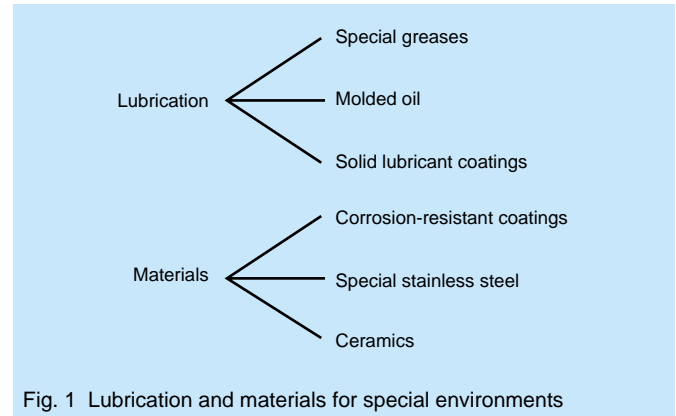 Special greases
Lubrication
Molded oil
Solid lubricant coatings
Corrosion-resistant coatings
Materials
Special stainless steel
Ceramics
Fig. 1 Lubrication and materials for special environments